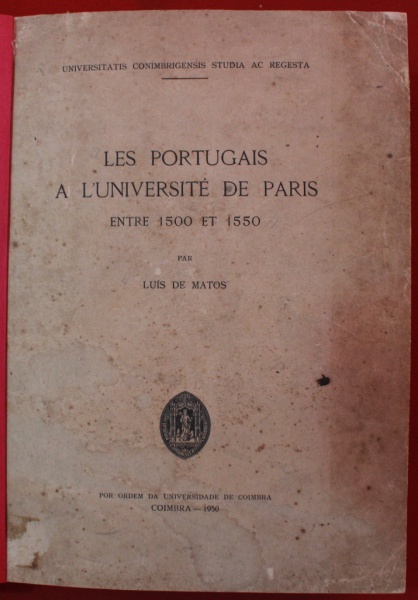 UNIVERSITATIS CONIMBRIGENSIS STUDIA AC REGESTA
LES PORTUGAIS
A L'UNIVERSITÉ DE PARIS
ENTRE 1500 ET 1550
PAR
LUÍS DE MATOS
POR ORDEM DA UNIVERSIDADE DE COIMBRA
COIMBRA — 1950